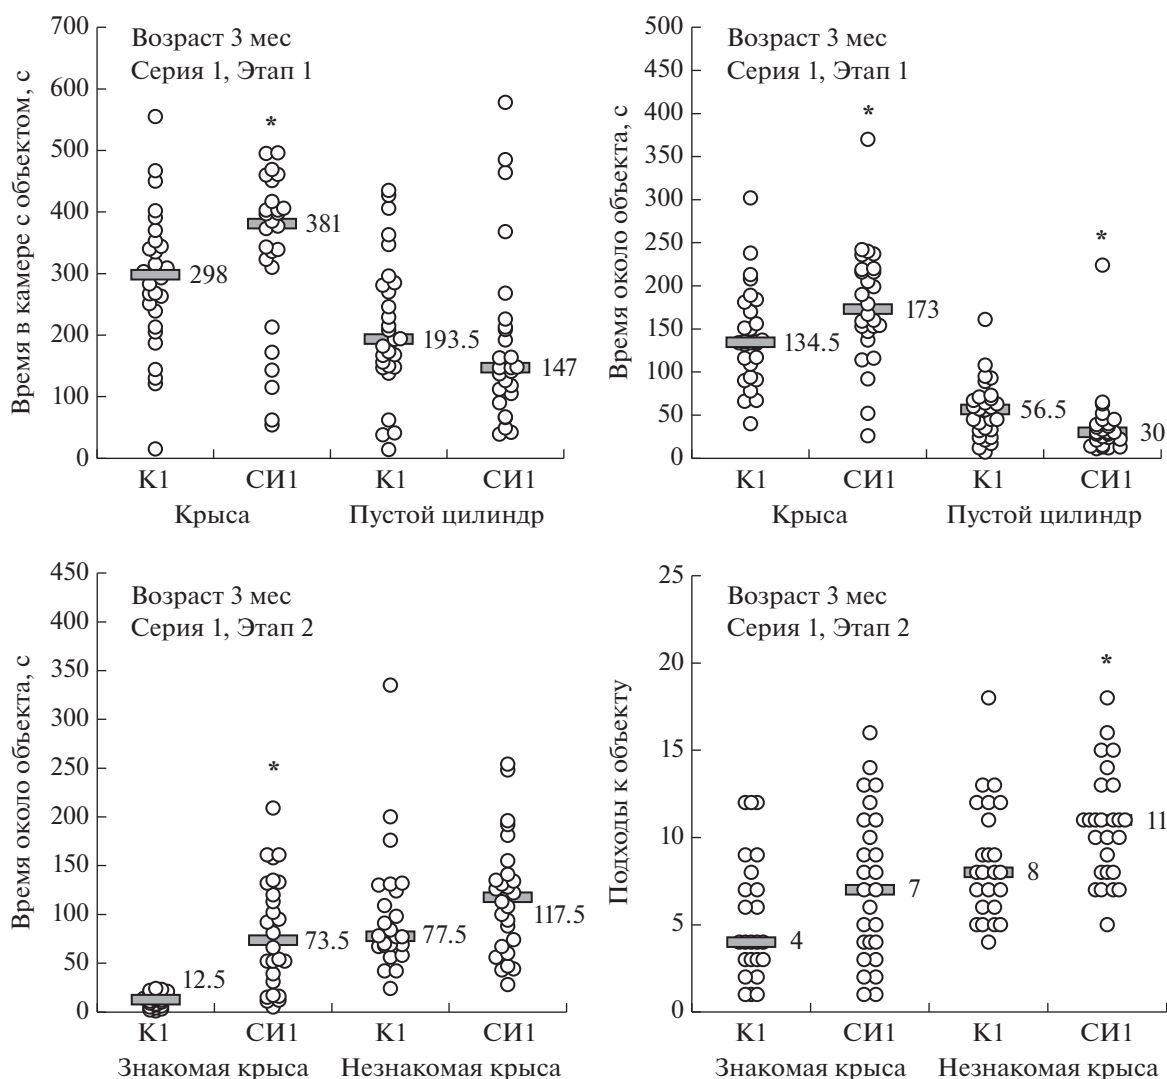 700
600
500
400
300
200
100
0
Время в камере с объектом, с
Возраст 3 мес
Серия 1, Этап 1
*
298
381
193.5
147
К1
СИ1
К1
СИ1
Крыса
Пустой цилиндр
500
450
400
350
300
250
200
150
100
50
0
Время около объекта, с
Возраст 3 мес
Серия 1, Этап 1
*
*
134.5
173
56.5
30
К1
СИ1
К1
СИ1
Крыса
Пустой цилиндр
450
400
350
300
250
200
150
100
50
0
Время около объекта, с
Возраст 3 мес
Серия 1, Этап 2
*
12.5
73.5
77.5
117.5
К1
СИ1
К1
СИ1
Знакомая крыса
Незнакомая крыса
25
20
15
10
5
0
Подходы к объекту
Возраст 3 мес
Серия 1, Этап 2
*
4
7
8
11
К1
СИ1
К1
СИ1
Знакомая крыса
Незнакомая крыса